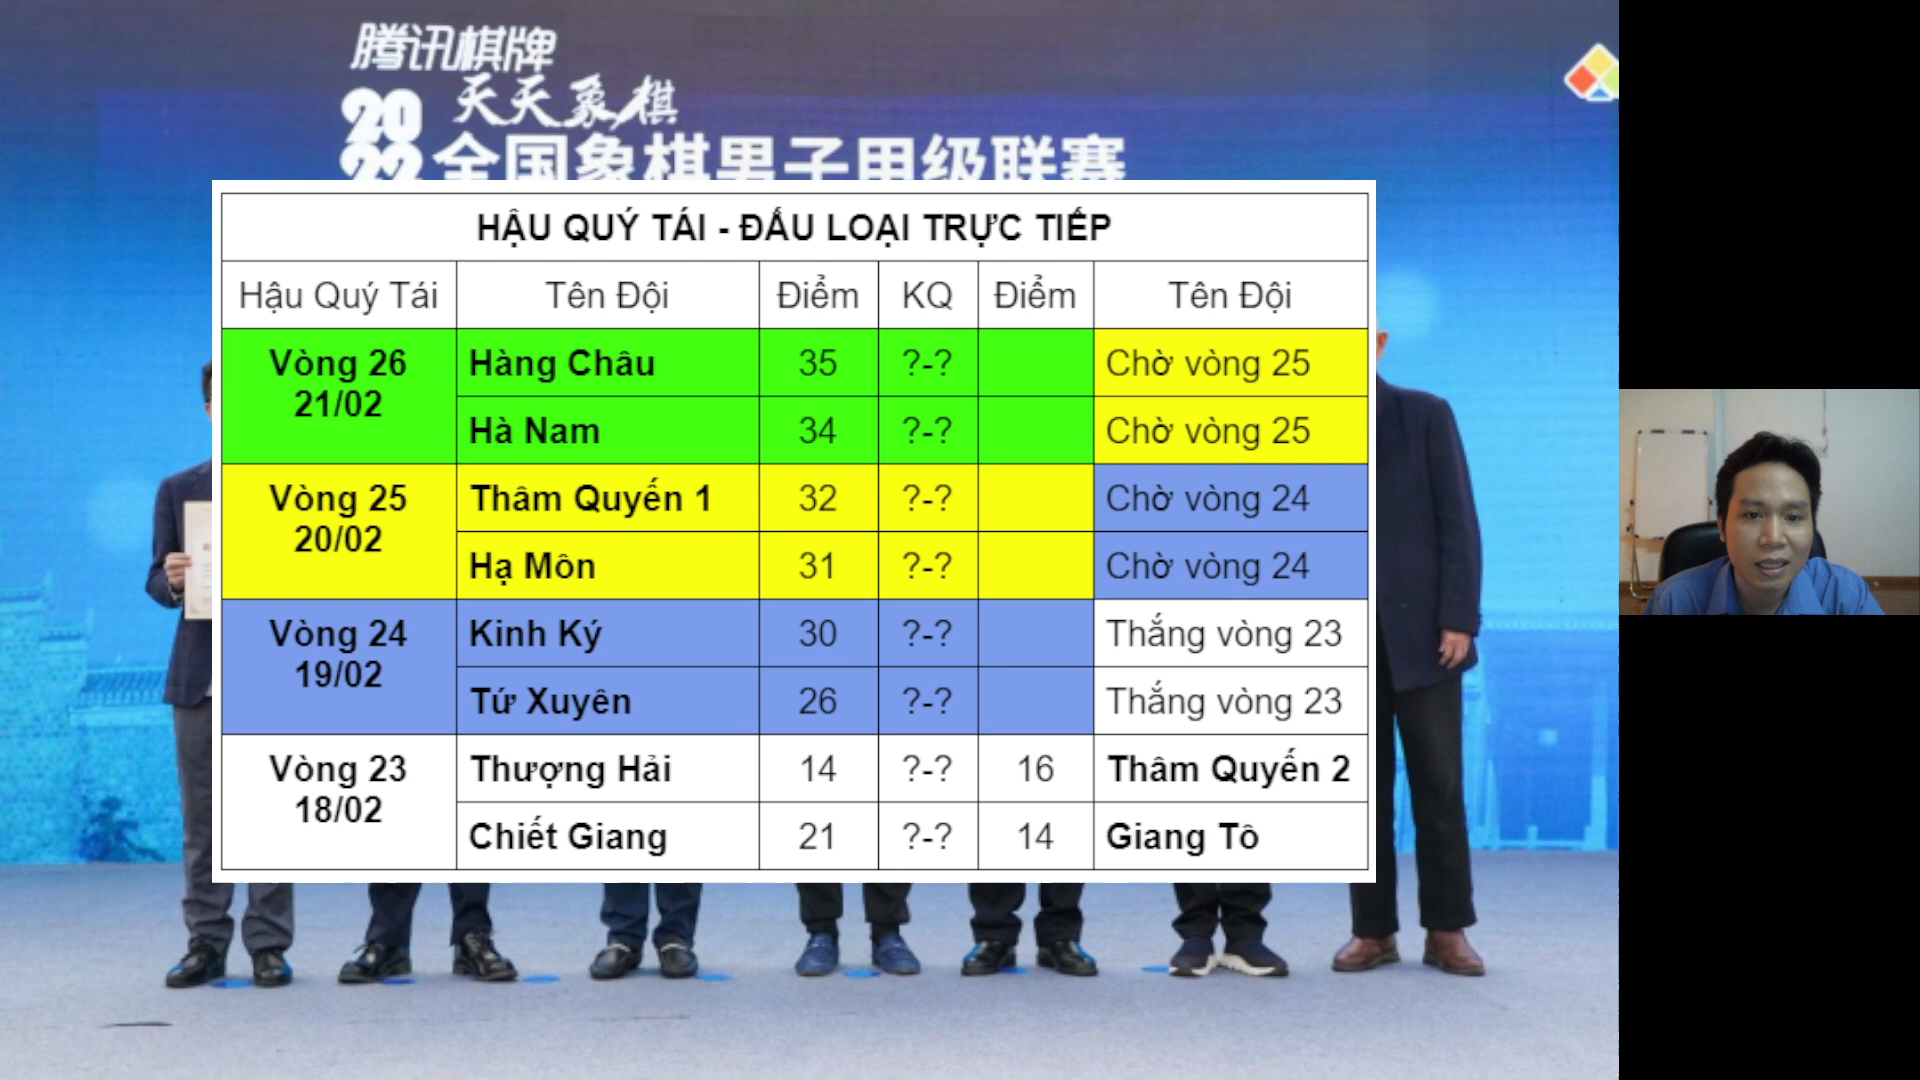 腾讯棋牌
天天象棋
20
22 全国象棋男子甲级联赛
HẬU QUÝ TÁI - ĐẤU LOẠI TRỰC TIẾP
Hậu Quý Tái Tên Đội Điểm KQ Điểm Tên Đội
Vòng 26 21/02 Hàng Châu 35 ?-? Chờ vòng 25
Hà Nam 34 ?-? Chờ vòng 25
Vòng 25 20/02 Thâm Quyến 1 32 ?-? Chờ vòng 24
Hạ Môn 31 ?-? Chờ vòng 24
Vòng 24 19/02 Kinh Ký 30 ?-? Thắng vòng 23
Tứ Xuyên 26 ?-? Thắng vòng 23
Vòng 23 18/02 Thượng Hải 14 ?-? 16 Thâm Quyến 2
Chiết Giang 21 ?-? 14 Giang Tô